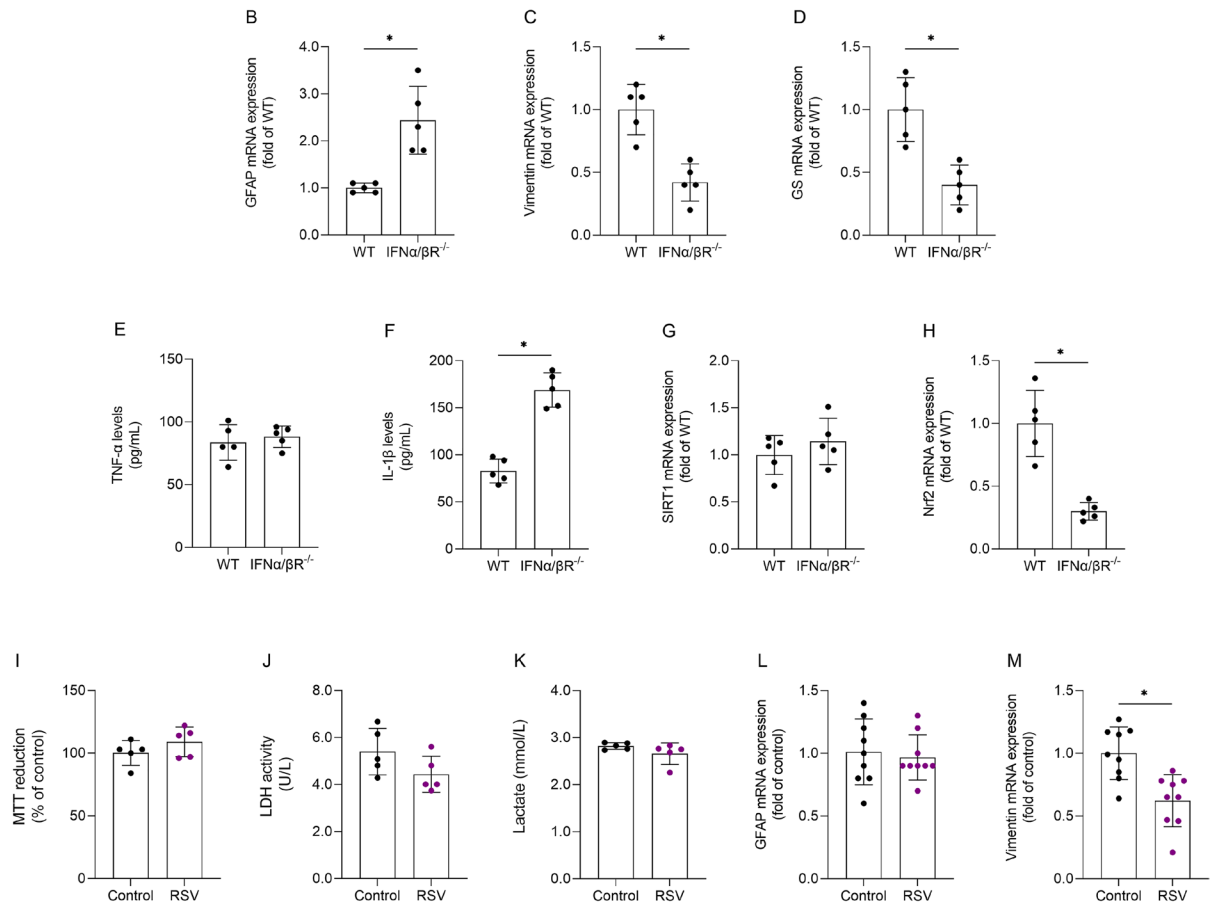 B
GFAP mRNA expression
(fold of WT)
4.0
3.0
2.0
1.0
0.0
*
WT
IFNα/βR-/-
C
Vimentin mRNA expression
(fold of WT)
1.5
1.0
0.5
0.0
*
WT
IFNα/βR-/-
D
GS mRNA expression
(fold of WT)
1.5
1.0
0.5
0.0
*
WT
IFNα/βR-/-
E
TNF-α levels
(pg/mL)
150
100
50
0
WT
IFNα/βR-/-
F
IL-1β levels
(pg/mL)
200
150
100
50
0
*
WT
IFNα/βR-/-
G
SIRT1 mRNA expression
(fold of WT)
2.0
1.5
1.0
0.5
0.0
WT
IFNα/βR-/-
H
Nrf2 mRNA expression
(fold of WT)
1.5
1.0
0.5
0.0
*
WT
IFNα/βR-/-
I
MTT reduction
(% of control)
150
100
50
0
Control
RSV
J
LDH activity
(U/L)
8.0
6.0
4.0
2.0
0.0
Control
RSV
K
Lactate (mmol/L)
4.0
3.0
2.0
1.0
0.0
Control
RSV
L
GFAP mRNA expression
(fold of control)
1.5
1.0
0.5
0.0
Control
RSV
M
Vimentin mRNA expression
(fold of control)
1.5
1.0
0.5
0.0
*
Control
RSV